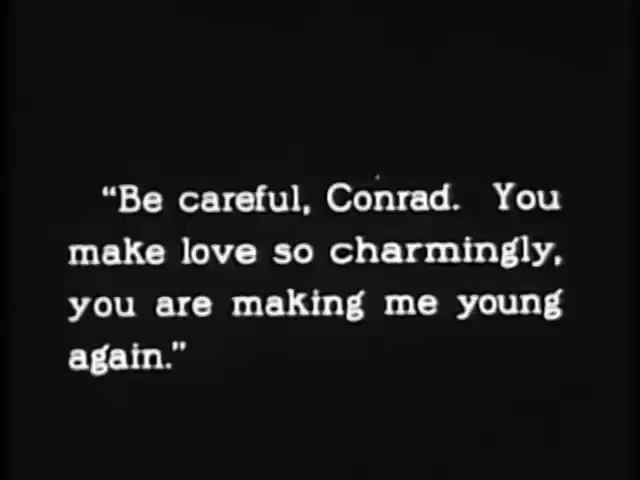 “Be careful, Conrad. You
make love so charmingly,
you are making me young
again.”